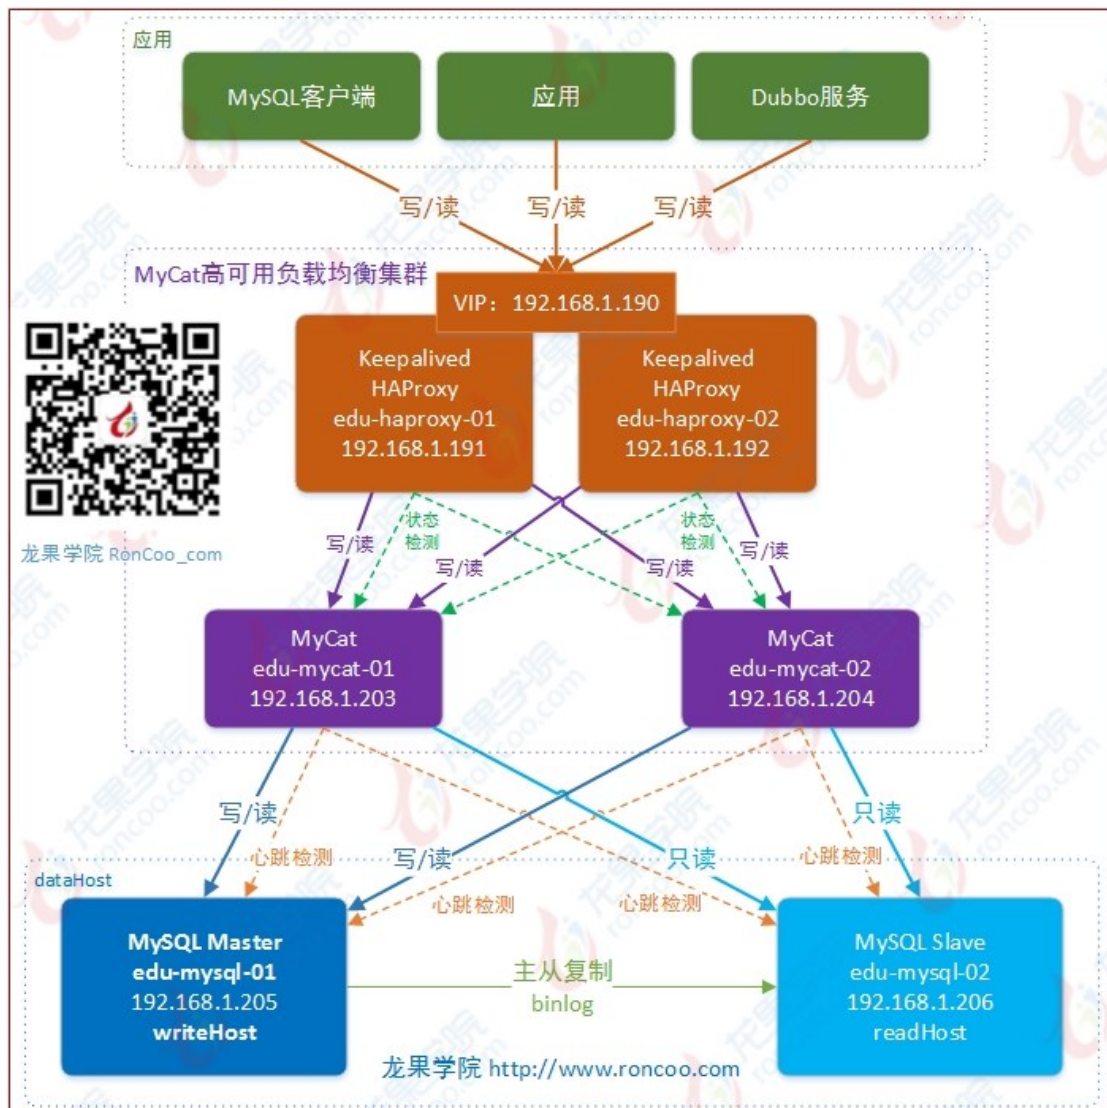 应用
MySQL客户端
应用
Dubbo服务
写/读
写/读
写/读
MyCat高可用负载均衡集群
VIP：192.168.1.190
Keepalived
HAProxy
edu-haproxy-01
192.168.1.191
Keepalived
HAProxy
edu-haproxy-02
192.168.1.192
龙果学院 RonCoo_com
状态
检测
状态
检测
写/读
写/读
写/读
写/读
MyCat
edu-mycat-01
192.168.1.203
MyCat
edu-mycat-02
192.168.1.204
写/读
写/读
只读
只读
心跳检测
心跳检测
心跳检测
心跳检测
dataHost
MySQL Master
edu-mysql-01
192.168.1.205
writeHost
主从复制
binlog
MySQL Slave
edu-mysql-02
192.168.1.206
readHost
龙果学院 http://www.roncoo.com
龙果学院
roncoo.com